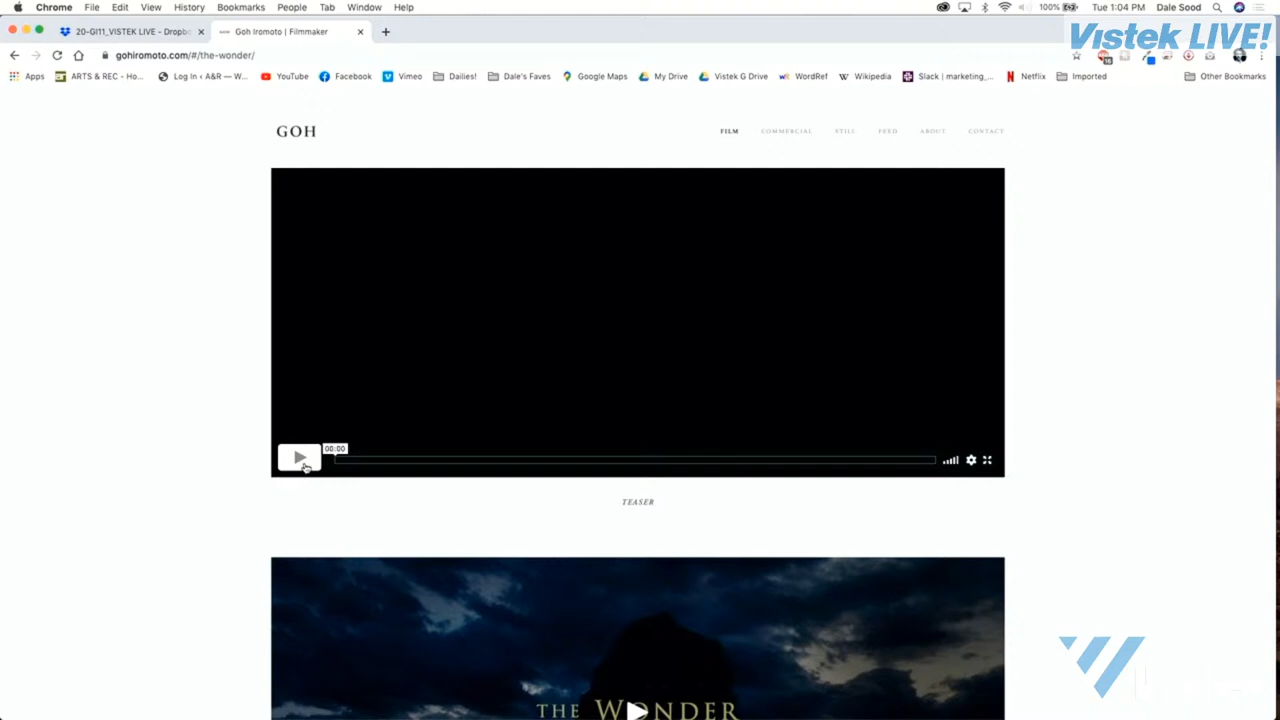 Chrome File Edit View History Bookmarks People Tab Window Help 100% Tue 1:04 PM Dale Sood
20-GI11_VISTEK LIVE - Dropbo Goh Iromoto | Filmmaker
Vistek LIVE!
gohiromoto.com/#/the-wonder/
Apps ARTS & REC - Ho... Log In ‹ A&R — W... YouTube Facebook Vimeo Dailies! Dale's Faves Google Maps My Drive Vistek G Drive WordRef Wikipedia Slack | marketing_... Netflix Imported Other Bookmarks
GOH FILM COMMERCIAL STILL FEED ABOUT CONTACT
00:00
TEASER
THE WONDER